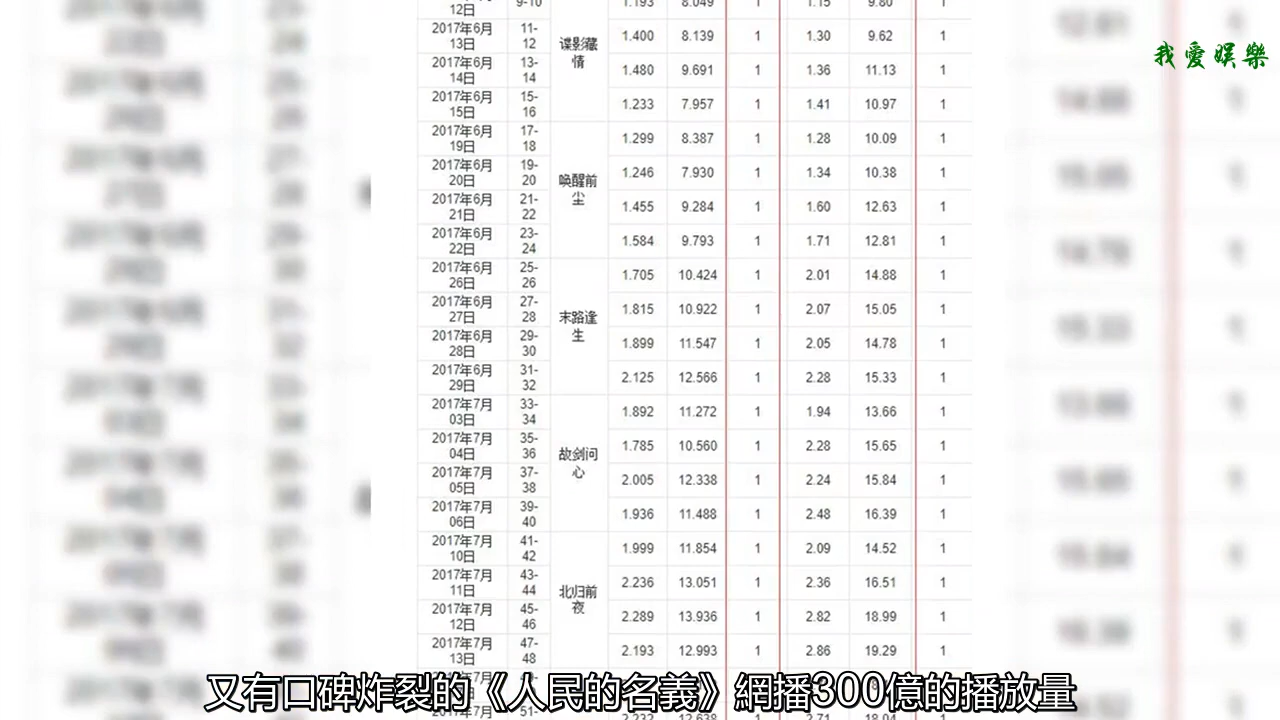 我愛娛樂
12日 9-10 1.193 8.049 1 1.15 9.80 1
2017年6月13日 11-12 1.400 8.139 1 1.30 9.62 1
谍影藏情
2017年6月14日 13-14 1.480 9.691 1 1.36 11.13 1
2017年6月15日 15-16 1.233 7.957 1 1.41 10.97 1
2017年6月19日 17-18 1.299 8.387 1 1.28 10.09 1
2017年6月20日 19-20 1.246 7.930 1 1.34 10.38 1
唤醒前尘
2017年6月21日 21-22 1.455 9.284 1 1.60 12.63 1
2017年6月22日 23-24 1.584 9.793 1 1.71 12.81 1
2017年6月26日 25-26 1.705 10.424 1 2.01 14.88 1
2017年6月27日 27-28 1.815 10.922 1 2.07 15.05 1
末路逢生
2017年6月28日 29-30 1.899 11.547 1 2.05 14.78 1
2017年6月29日 31-32 2.125 12.566 1 2.28 15.33 1
2017年7月03日 33-34 1.892 11.272 1 1.94 13.66 1
2017年7月04日 35-36 1.785 10.560 1 2.28 15.65 1
故剑问心
2017年7月05日 37-38 2.005 12.338 1 2.24 15.84 1
2017年7月06日 39-40 1.936 11.488 1 2.48 16.39 1
2017年7月10日 41-42 1.999 11.854 1 2.09 14.52 1
2017年7月11日 43-44 2.236 13.051 1 2.36 16.51 1
北归前夜
2017年7月12日 45-46 2.289 13.936 1 2.82 18.99 1
2017年7月13日 47-48 2.193 12.993 1 2.86 19.29 1
又有口碑炸裂的《人民的名義》網播300億的播放量